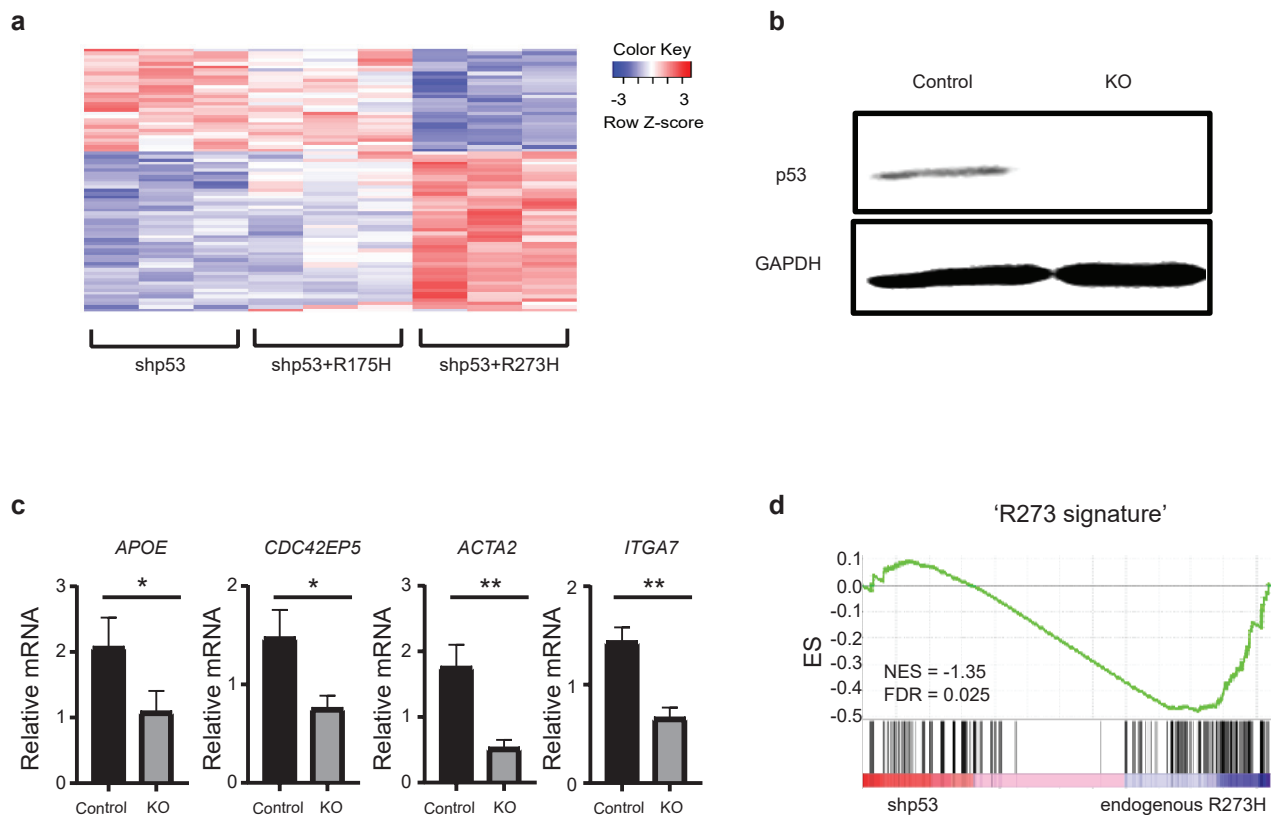 a
Color Key
-3 3
Row Z-score
shp53 shp53+R175H shp53+R273H
b
Control KO
p53
GAPDH
c
APOE
*
3
2
1
0
Relative mRNA
Control KO
CDC42EP5
*
2
1
0
Relative mRNA
Control KO
ACTA2
**
3
2
1
0
Relative mRNA
Control KO
ITGA7
**
2
1
0
Relative mRNA
Control KO
d
‘R273 signature’
0.1
0.0
-0.1
-0.2
-0.3
-0.4
-0.5
ES
NES = -1.35
FDR = 0.025
shp53 endogenous R273H